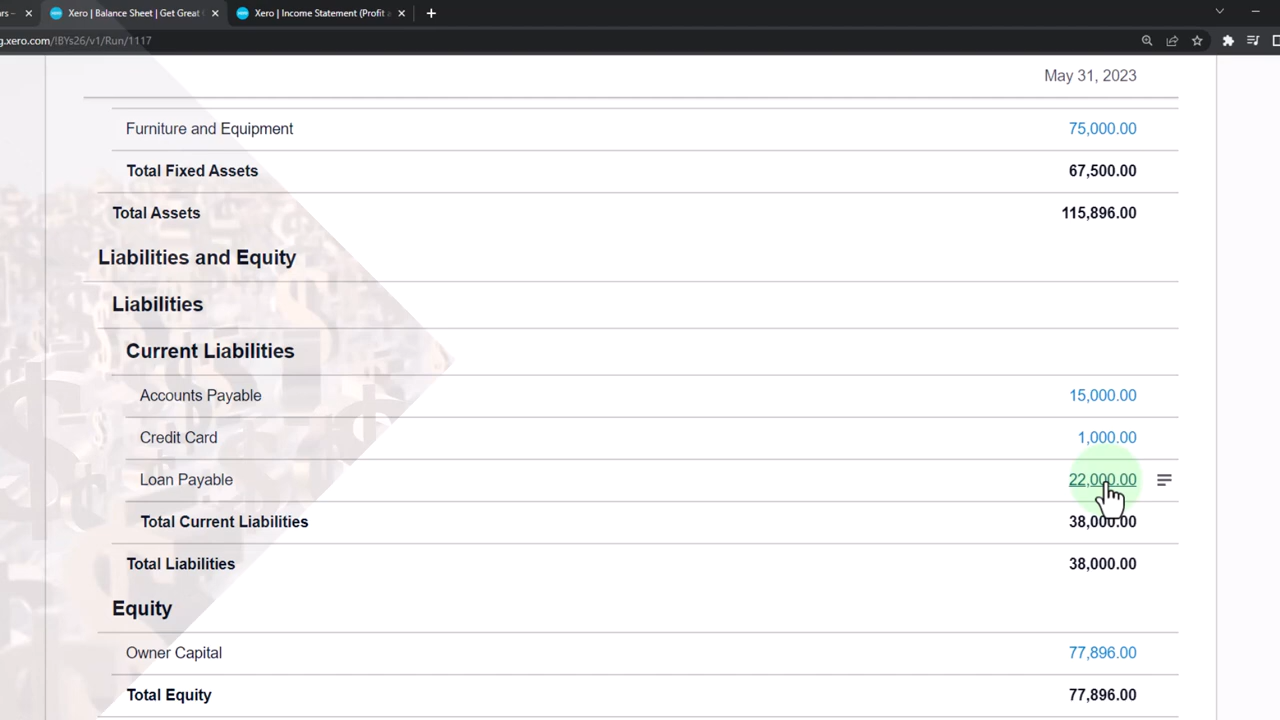 ars –
Xero | Balance Sheet | Get Great
Xero | Income Statement (Profit a
g.xero.com/!BYs26/v1/Run/1117
May 31, 2023
Furniture and Equipment 75,000.00
Total Fixed Assets 67,500.00
Total Assets 115,896.00
Liabilities and Equity
Liabilities
Current Liabilities
Accounts Payable 15,000.00
Credit Card 1,000.00
Loan Payable 22,000.00
Total Current Liabilities 38,000.00
Total Liabilities 38,000.00
Equity
Owner Capital 77,896.00
Total Equity 77,896.00